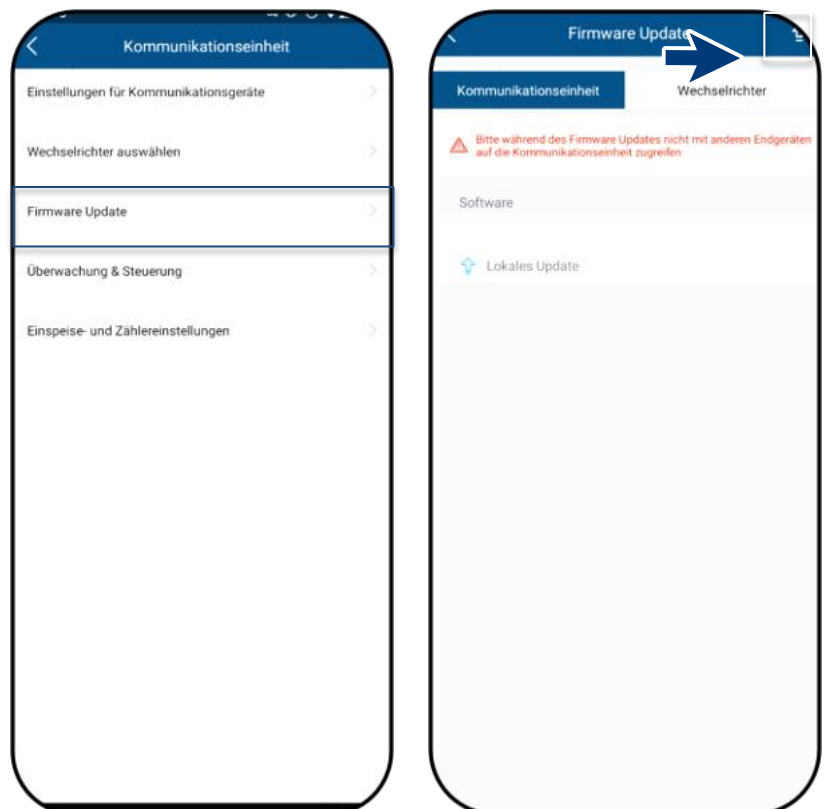 Kommunikationseinheit
Einstellungen für Kommunikationsgeräte
Wechselrichter auswählen
Firmware Update
Überwachung & Steuerung
Einspeise- und Zählereinstellungen
Firmware Update
Kommunikationseinheit
Wechselrichter
Bitte während des Firmware Updates nicht mit anderen Endgeräten
auf die Kommunikationseinheit zugreifen
Software
Lokales Update